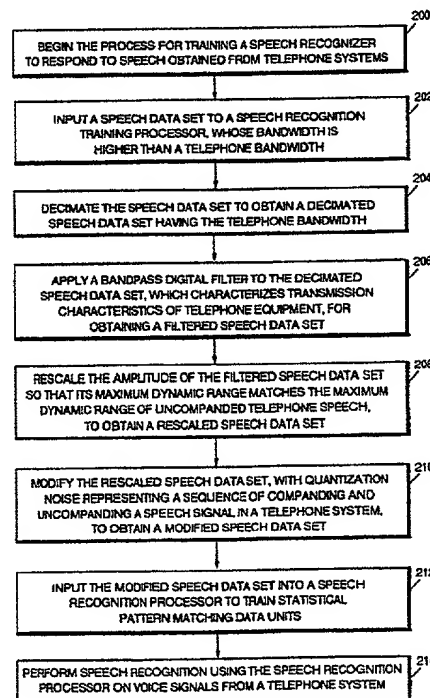 200
BEGIN THE PROCESS FOR TRAINING A SPEECH RECOGNIZER
TO RESPOND TO SPEECH OBTAINED FROM TELEPHONE SYSTEMS
202
INPUT A SPEECH DATA SET TO A SPEECH RECOGNITION
TRAINING PROCESSOR, WHOSE BANDWIDTH IS
HIGHER THAN A TELEPHONE BANDWIDTH
204
DECIMATE THE SPEECH DATA SET TO OBTAIN A DECIMATED
SPEECH DATA SET HAVING THE TELEPHONE BANDWIDTH
206
APPLY A BANDPASS DIGITAL FILTER TO THE DECIMATED
SPEECH DATA SET, WHICH CHARACTERIZES TRANSMISSION
CHARACTERISTICS OF TELEPHONE EQUIPMENT, FOR
OBTAINING A FILTERED SPEECH DATA SET
208
RESCALE THE AMPLITUDE OF THE FILTERED SPEECH DATA SET
SO THAT ITS MAXIMUM DYNAMIC RANGE MATCHES THE MAXIMUM
DYNAMIC RANGE OF UNCOMPANDED TELEPHONE SPEECH,
TO OBTAIN A RESCALED SPEECH DATA SET
210
MODIFY THE RESCALED SPEECH DATA SET, WITH QUANTIZATION
NOISE REPRESENTING A SEQUENCE OF COMPANDING AND
UNCOMPANDING A SPEECH SIGNAL IN A TELEPHONE SYSTEM,
TO OBTAIN A MODIFIED SPEECH DATA SET
212
INPUT THE MODIFIED SPEECH DATA SET INTO A SPEECH
RECOGNITION PROCESSOR TO TRAIN STATISTICAL
PATTERN MATCHING DATA UNITS
PERFORM SPEECH RECOGNITION USING THE SPEECH RECOGNITION
PROCESSOR ON VOICE SIGNALS FROM A TELEPHONE SYSTEM